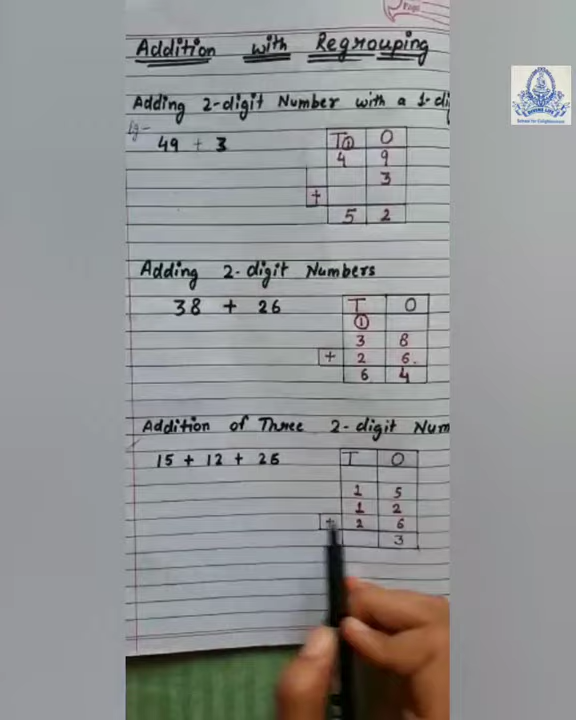 Page
Addition with Regrouping
Adding 2-digit Number with a 1-di
Eg-
49 + 3
T① O
4 9
3
+
5 2
Adding 2-digit Numbers
38 + 26
T O
①
3 8
+ 2 6.
6 4
Addition of Three 2-digit Num
15 + 12 + 26
T O
1 5
1 2
+ 2 6
3